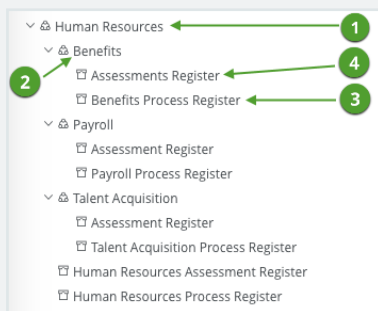 Human Resources 1
Benefits
2 Assessments Register 4
Benefits Process Register 3
Payroll
Assessment Register
Payroll Process Register
Talent Acquisition
Assessment Register
Talent Acquisition Process Register
Human Resources Assessment Register
Human Resources Process Register